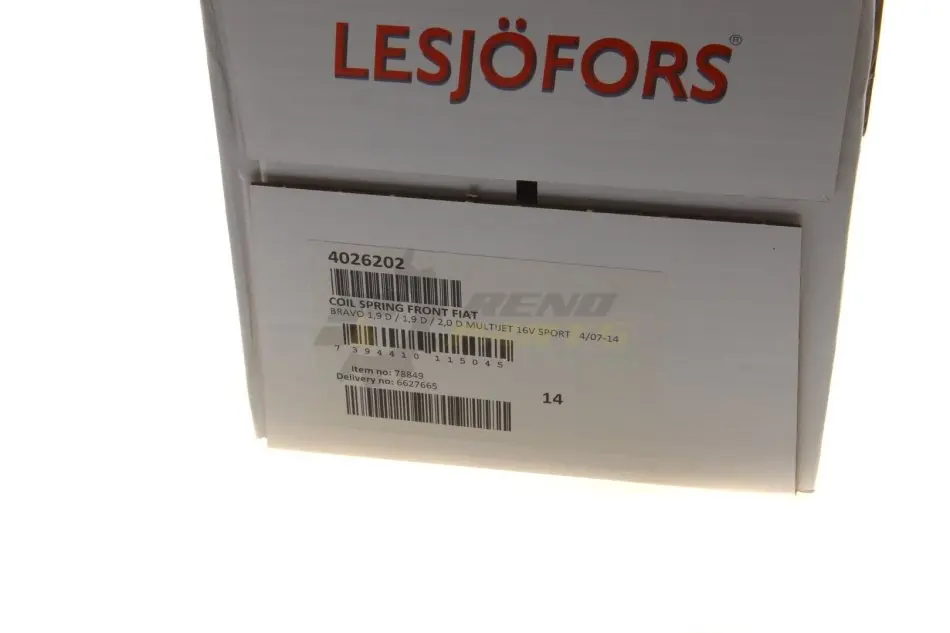 LESJÖFORS®
4026202
COIL SPRING FRONT FIAT
BRAVO 1,9 D / 1,9 D / 2,0 D MULTIJET 16V SPORT 4/07-14
7 394410 115045
Item no: 78849
Delivery no: 6627665
14
RENO